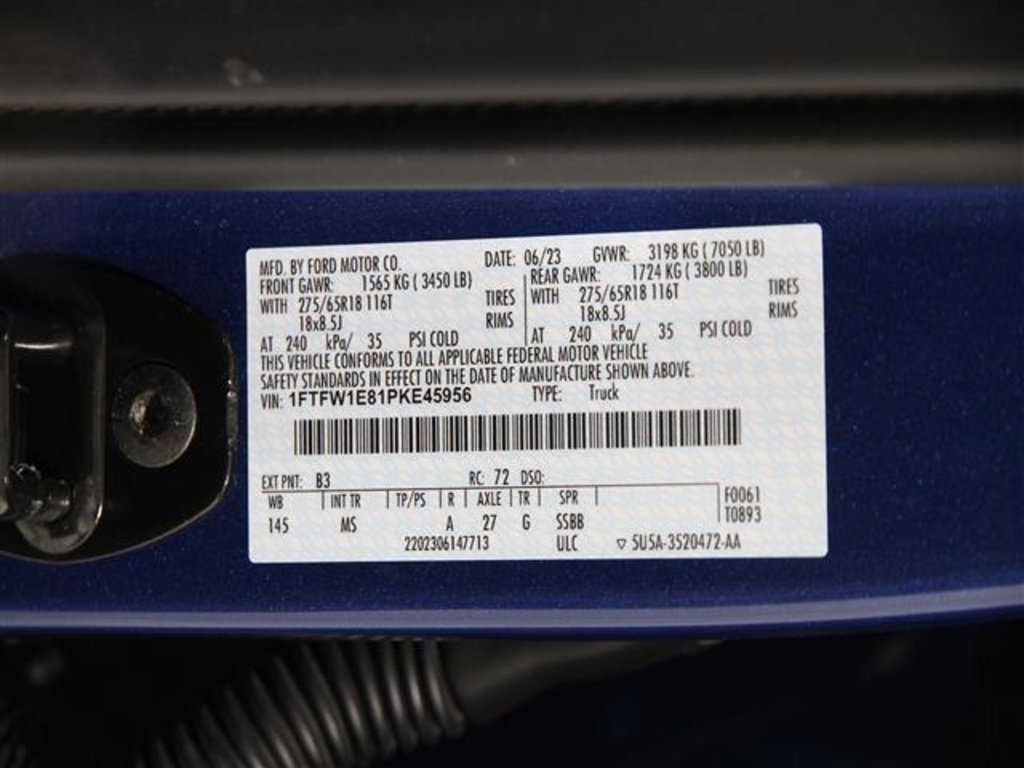 MFD. BY FORD MOTOR CO. DATE: 06/23 GVWR: 3198 KG ( 7050 LB)
FRONT GAWR: 1565 KG ( 3450 LB) REAR GAWR: 1724 KG ( 3800 LB)
WITH 275/65R18 116T TIRES WITH 275/65R18 116T TIRES
18x8.5J RIMS 18x8.5J RIMS
AT 240 kPa/ 35 PSI COLD AT 240 kPa/ 35 PSI COLD
THIS VEHICLE CONFORMS TO ALL APPLICABLE FEDERAL MOTOR VEHICLE
SAFETY STANDARDS IN EFFECT ON THE DATE OF MANUFACTURE SHOWN ABOVE.
VIN: 1FTFW1E81PKE45956 TYPE: Truck
EXT PNT: B3 RC: 72 DSO:
WB INT TR TP/PS R AXLE TR SPR F0061
145 MS A 27 G SSBB T0893
2202306147713 ULC ▽ 5U5A-3520472-AA